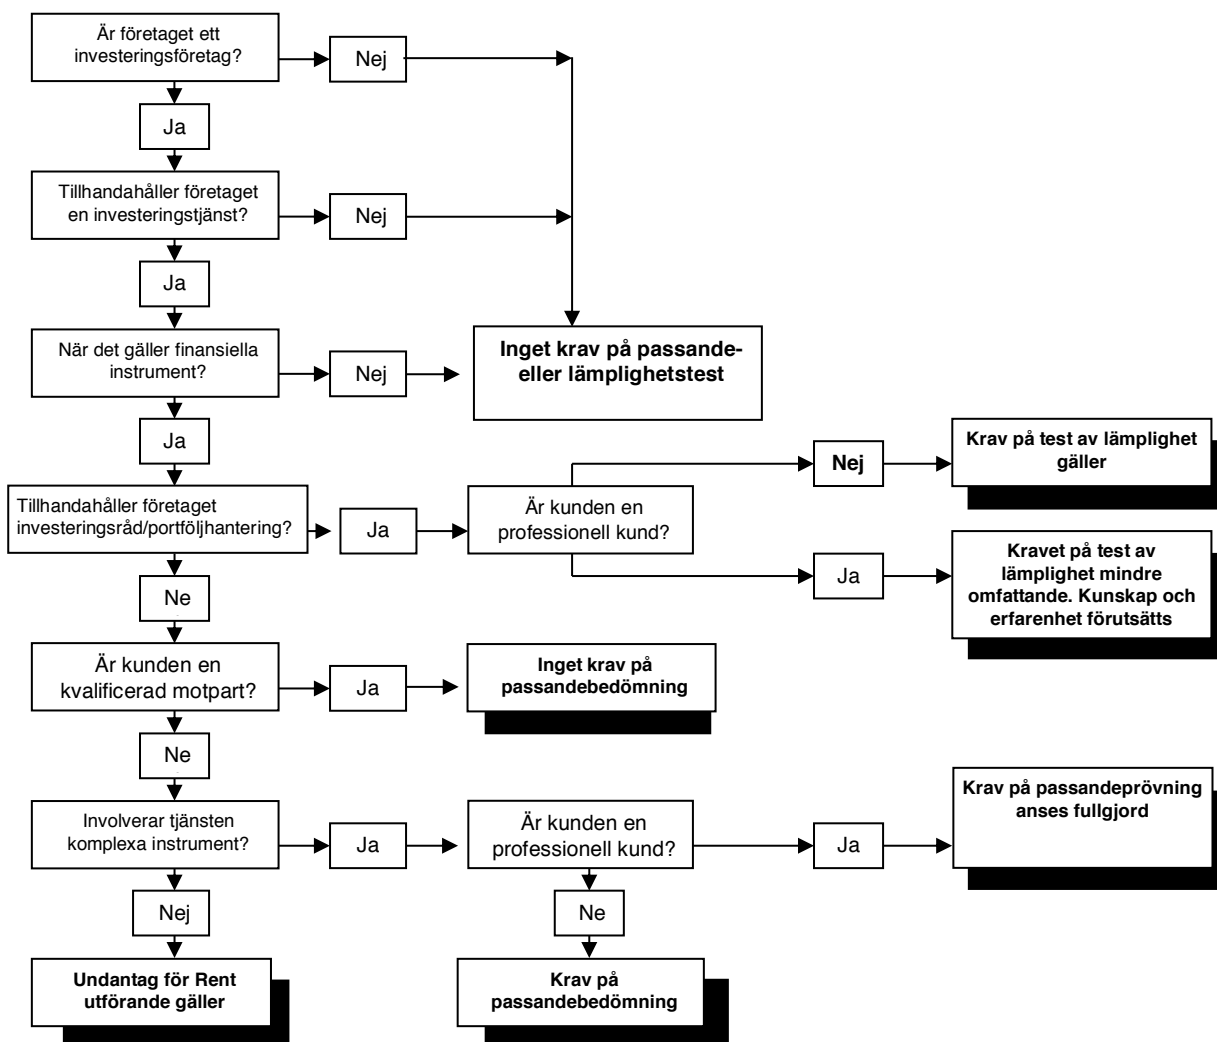 Är företaget ett
investeringsföretag?
Nej
Ja
Tillhandahåller företaget
en investeringstjänst?
Nej
Ja
När det gäller finansiella
instrument?
Nej
Inget krav på passande-
eller lämplighetstest
Ja
Tillhandahåller företaget
investeringsråd/portföljhantering?
Ja
Är kunden en
professionell kund?
Nej
Krav på test av lämplighet
gäller
Ja
Kravet på test av
lämplighet mindre
omfattande. Kunskap och
erfarenhet förutsätts
Ne
Är kunden en
kvalificerad motpart?
Ja
Inget krav på
passandebedömning
Ne
Involverar tjänsten
komplexa instrument?
Ja
Är kunden en
professionell kund?
Ja
Krav på passandeprövning
anses fullgjord
Nej
Ne
Undantag för Rent
utförande gäller
Krav på
passandebedömning